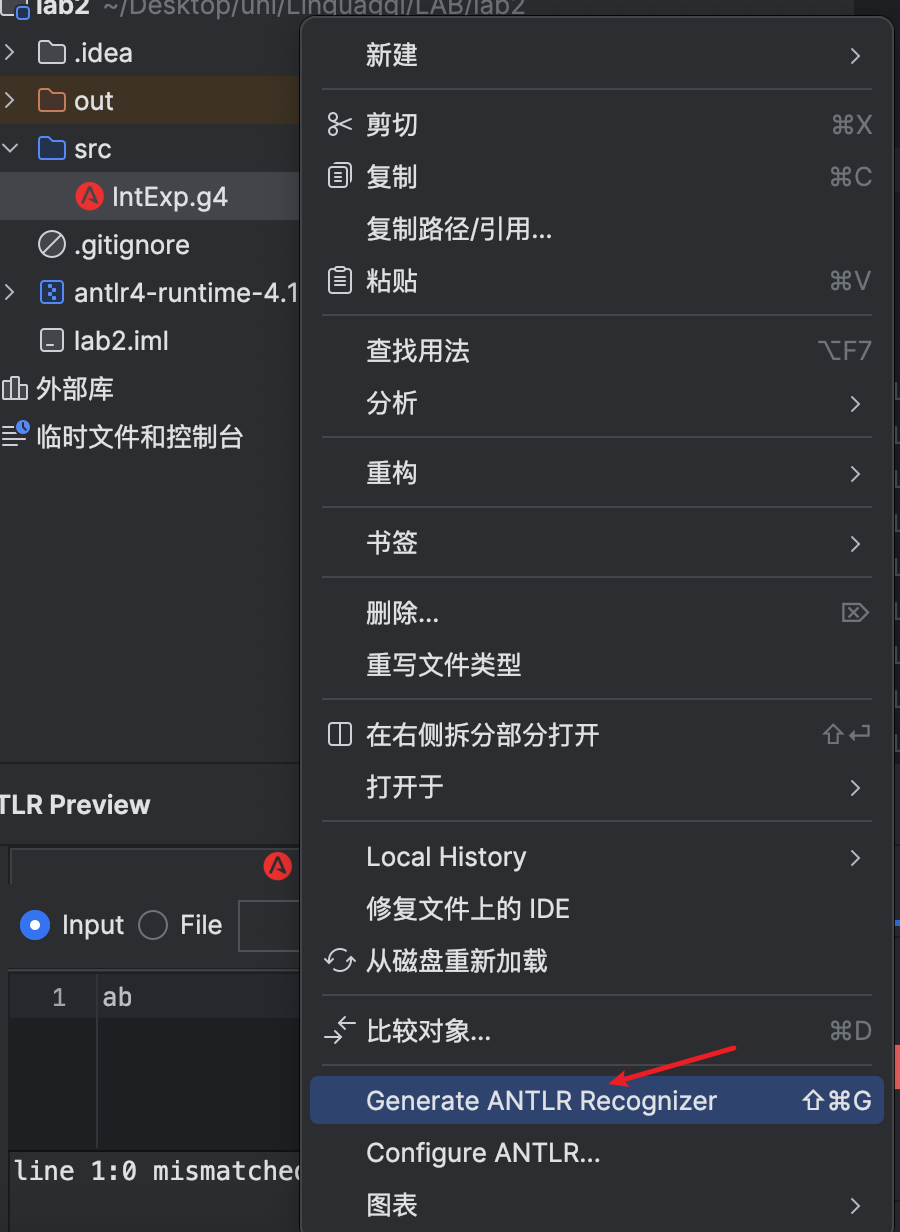 lab2 ~/Desktop/uni/Linguaggi/LAB/lab2
.idea
out
src
IntExp.g4
.gitignore
antlr4-runtime-4.1
lab2.iml
外部库
临时文件和控制台
TLR Preview
Input File
1 ab
line 1:0 mismatched
新建
剪切 ⌘X
复制 ⌘C
复制路径/引用...
粘贴 ⌘V
查找用法 ⌥F7
分析
重构
书签
删除... ⌦
重写文件类型
在右侧拆分部分打开 ⇧⏎
打开于
Local History
修复文件上的 IDE
从磁盘重新加载
比较对象... ⌘D
Generate ANTLR Recognizer ⇧⌘G
Configure ANTLR...
图表